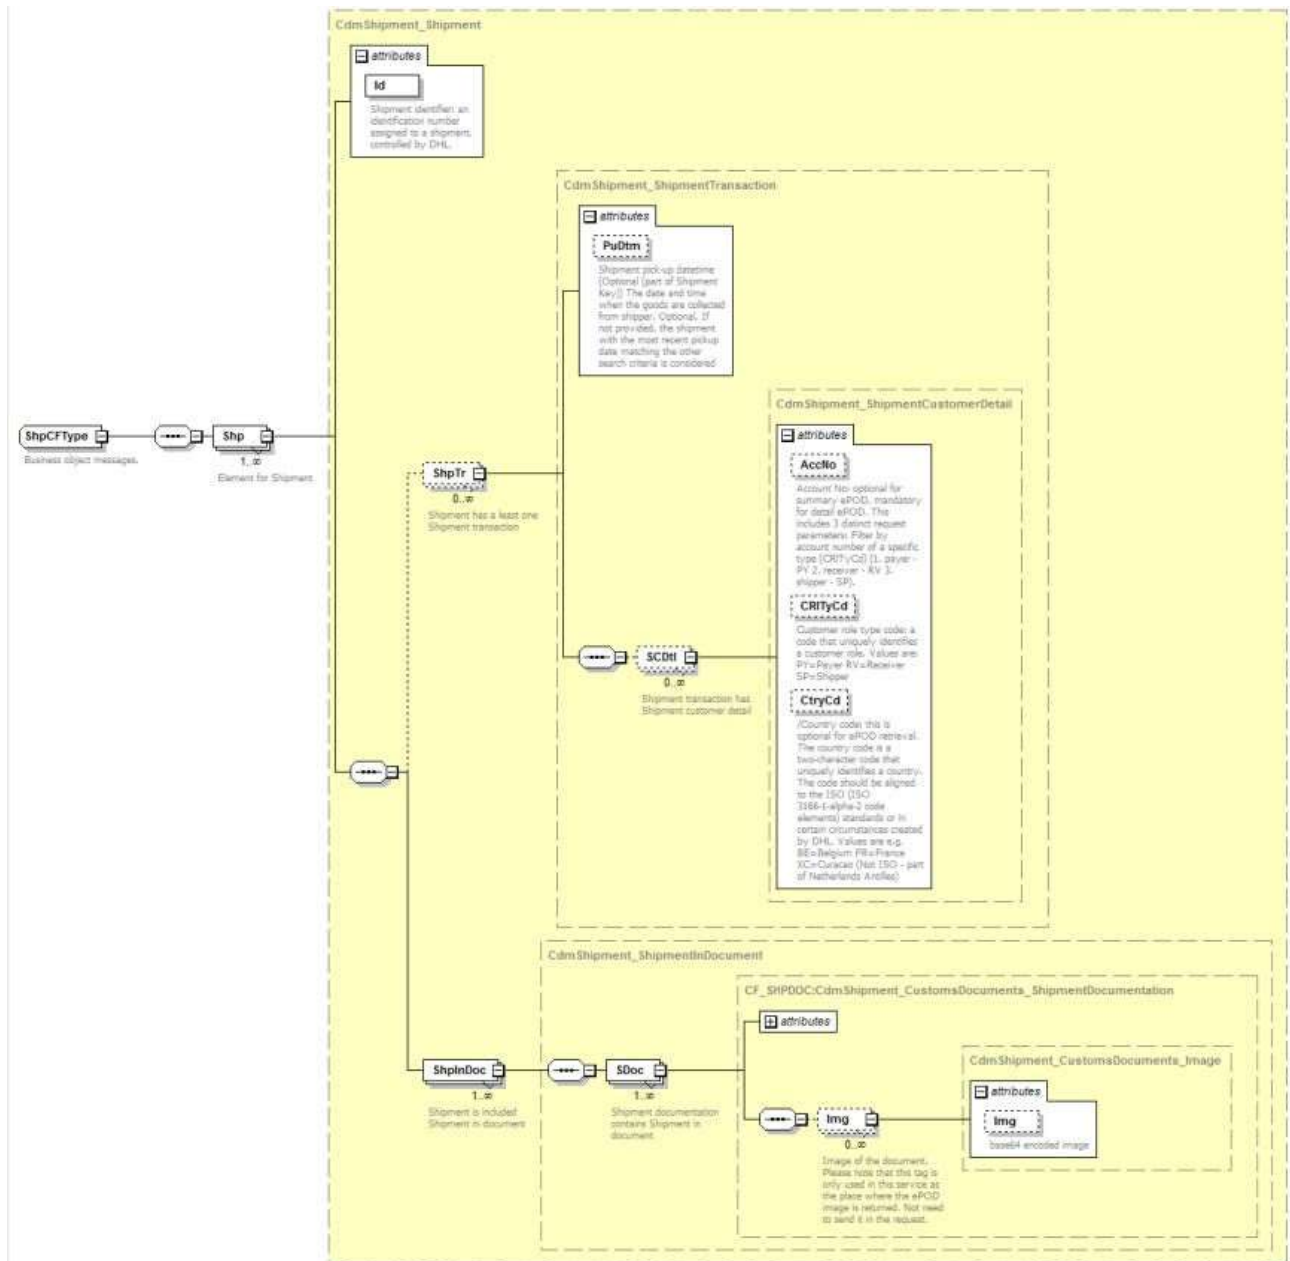 CdmShipment_Shipment
attributes
Id
Shipment identifier: an
identification number
assigned to a shipment,
controlled by DHL.
CdmShipment_ShipmentTransaction
attributes
PuDtm
Shipment pick-up datetime
[Optional (part of Shipment
Key)] The date and time
when the goods are collected
from shipper. Optional. If
not provided, the shipment
with the most recent pickup
date matching the other
search criteria is considered
CdmShipment_ShipmentCustomerDetail
attributes
AccNo
Account No: optional for
summary ePOD, mandatory
for detail ePOD. This
includes 3 distinct request
parameters: Filter by
account number of a specific
type (CRlTyCd) (1. payer -
PY 2. receiver - RV 3.
shipper - SP).
CRlTyCd
Customer role type code: a
code that uniquely identifies
a customer role. Values are:
PY=Payer RV=Receiver
SP=Shipper
CtryCd
/Country code: this is
optional for ePOD retrieval.
The country code is a
two-character code that
uniquely identifies a country.
The code should be aligned
to the ISO (ISO
3166-1-alpha-2 code
elements) standards or in
certain circumstances created
by DHL. Values are e.g.
BE=Belgium FR=France
XC=Curacao (Not ISO - part
of Netherlands Antilles)
ShpCFType
Business object messages.
Shp
1..∞
Element for Shipment
ShpTr
0..∞
Shipment has a least one
Shipment transaction
SCDtl
0..∞
Shipment transaction has
Shipment customer detail
CdmShipment_ShipmentInDocument
CF_SHPDOC:CdmShipment_CustomsDocuments_ShipmentDocumentation
attributes
ShpInDoc
1..∞
Shipment is included
Shipment in document
SDoc
1..∞
Shipment documentation
contains Shipment in
document
Img
0..∞
Image of the document.
Please note that this tag is
only used in this service as
the place where the ePOD
image is returned. Not need
to send it in the request.
CdmShipment_CustomsDocuments_Image
attributes
Img
base64 encoded image